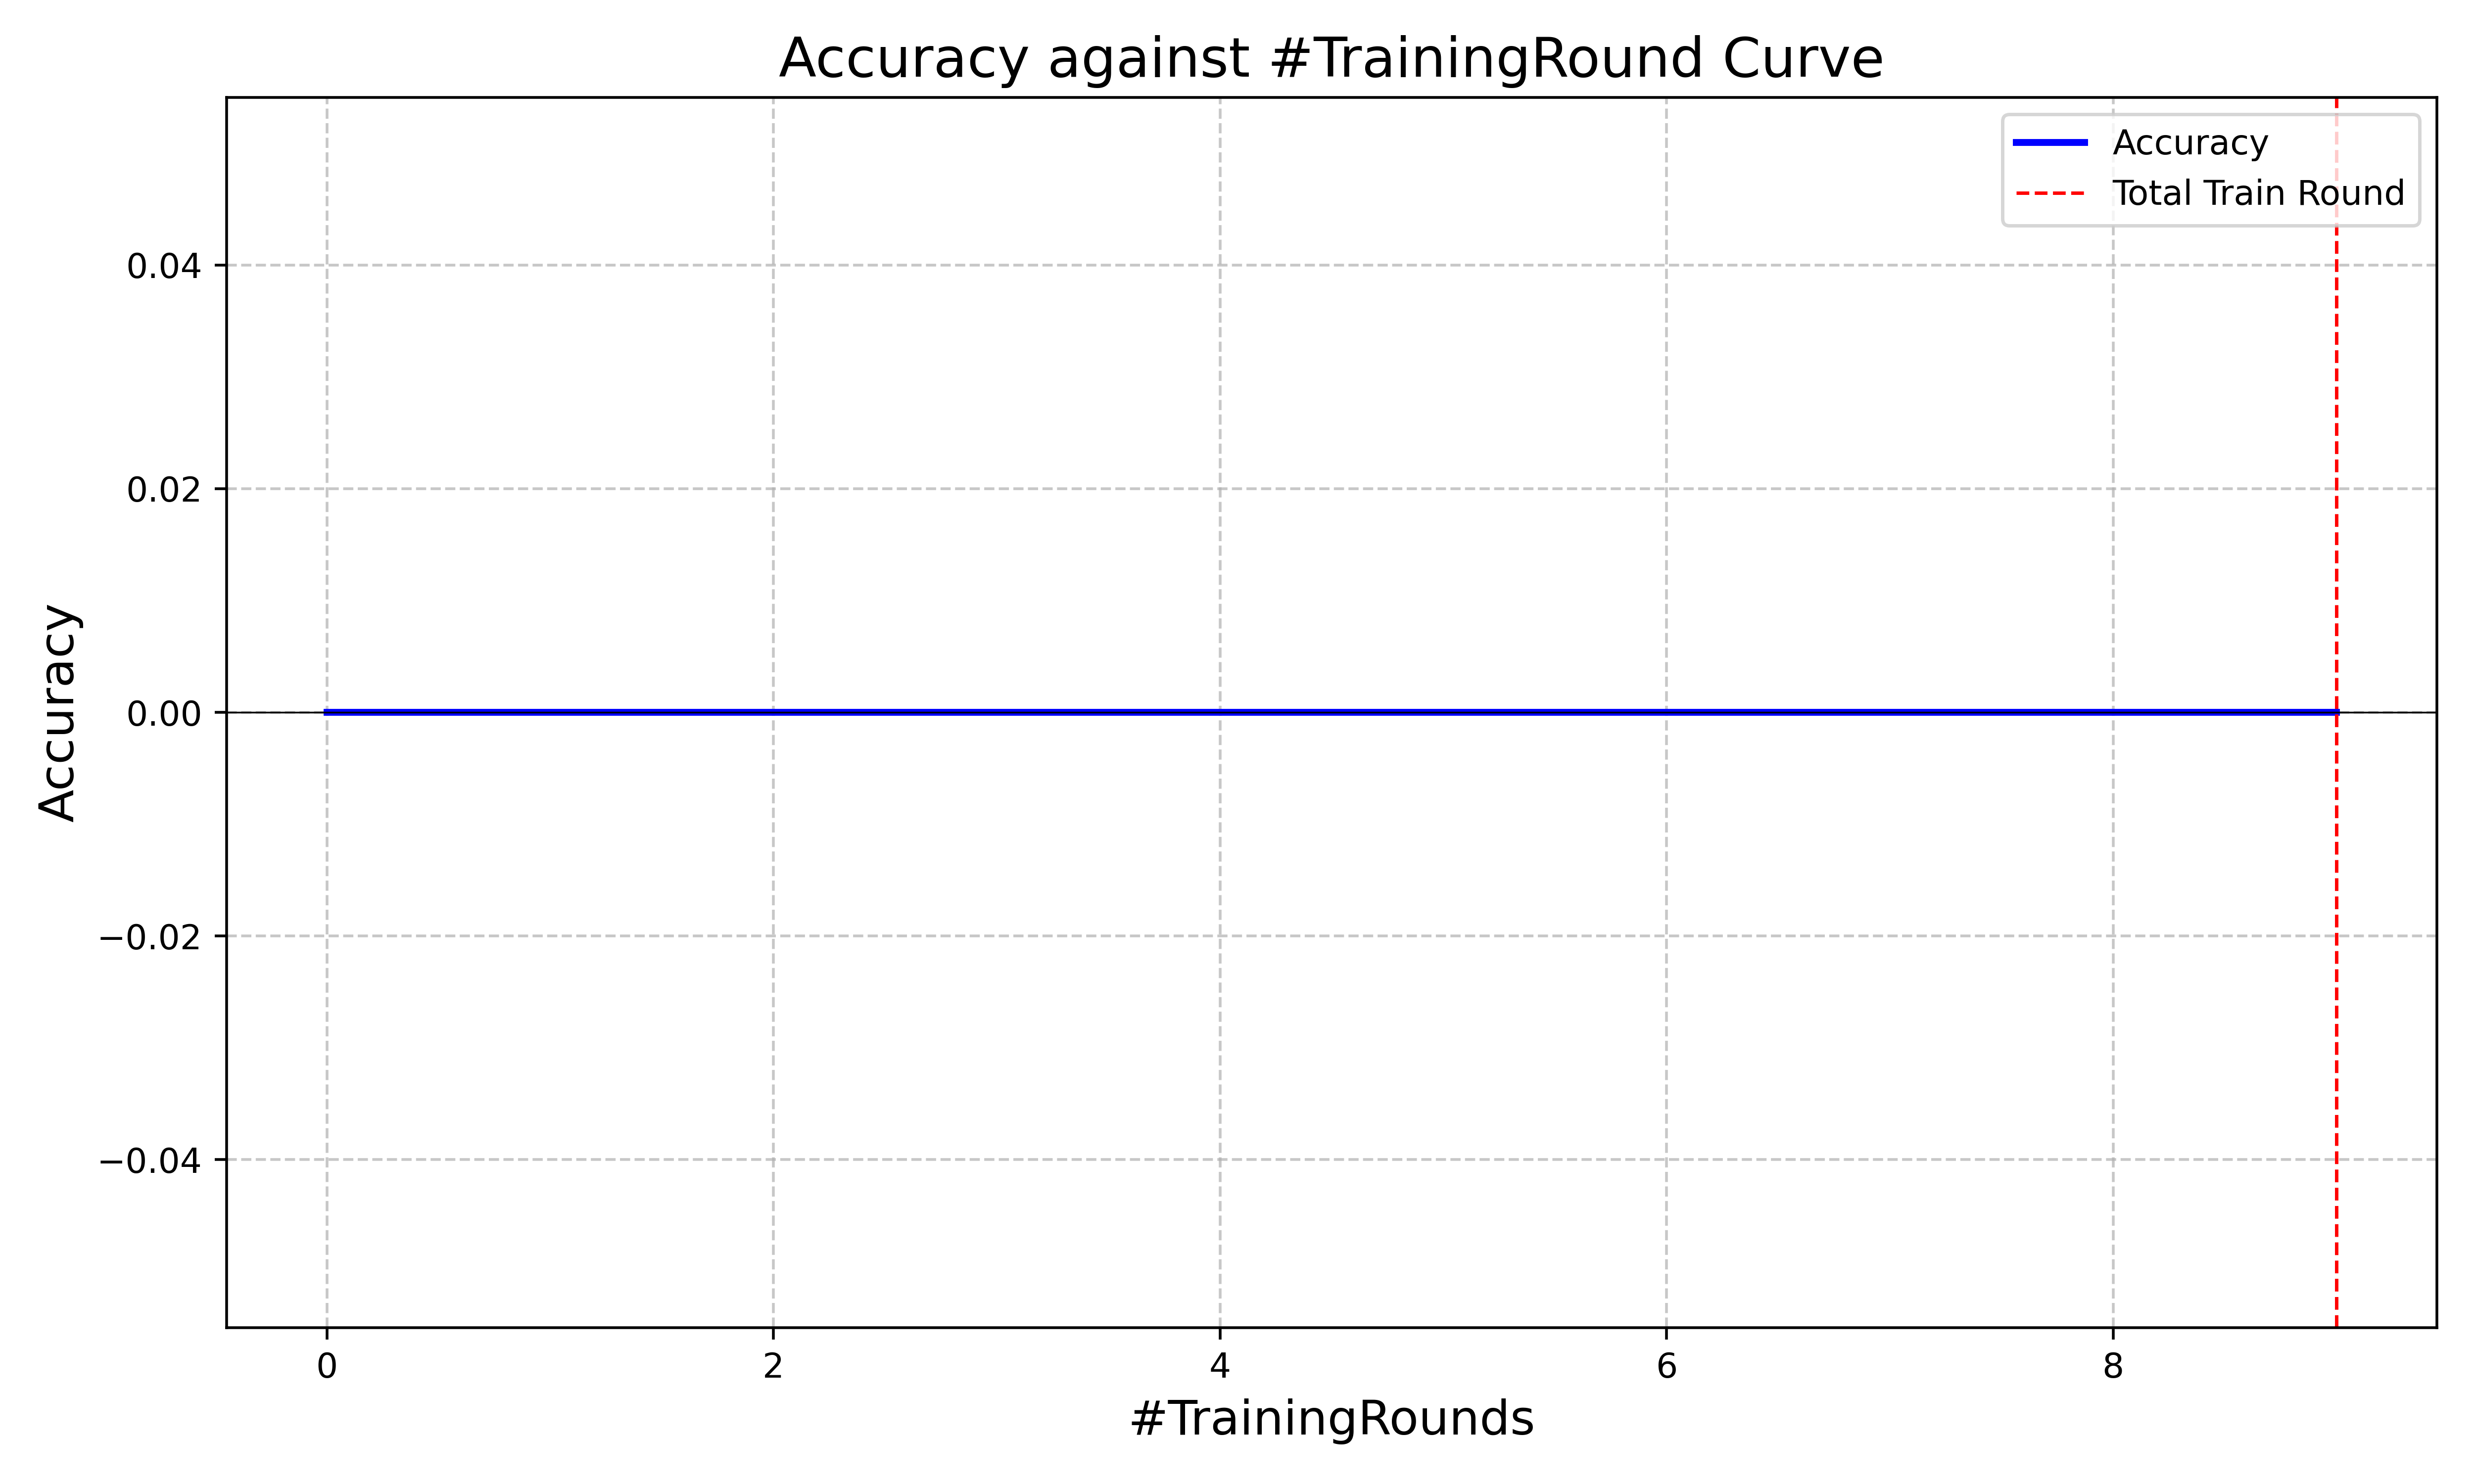 Accuracy against #TrainingRound Curve
Accuracy
Total Train Round
0.04
0.02
0.00
−0.02
−0.04
Accuracy
0 2 4 6 8
#TrainingRounds